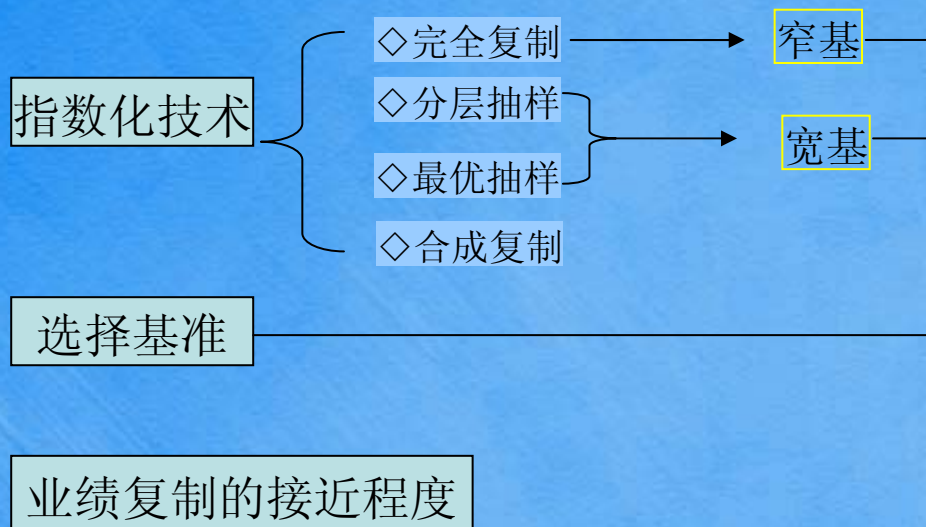 指数化技术
◇完全复制
◇分层抽样
◇最优抽样
◇合成复制
窄基
宽基
选择基准
业绩复制的接近程度